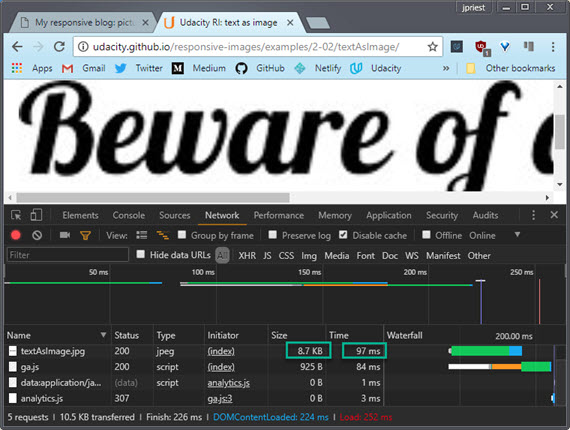 jpriest
My responsive blog: pict
Udacity RI: text as image
udacity.github.io/responsive-images/examples/2-02/textAsImage/
Apps Gmail Twitter Medium GitHub Netlify Udacity » Other bookmarks
Beware of a
Elements Console Sources Network Performance Memory Application Security Audits
View: Group by frame Preserve log Disable cache Offline Online
Filter Hide data URLs All XHR JS CSS Img Media Font Doc WS Manifest Other
50 ms 100 ms 150 ms 200 ms 250 ms
Name Status Type Initiator Size Time Waterfall 200.00 ms
textAsImage.jpg 200 jpeg (index) 8.7 KB 97 ms
ga.js 200 script (index) 925 B 84 ms
data:application/ja... (data) script analytics.js 0 B 1 ms
analytics.js 307 ga.js:3 0 B 3 ms
5 requests | 10.5 KB transferred | Finish: 226 ms | DOMContentLoaded: 224 ms | Load: 252 ms